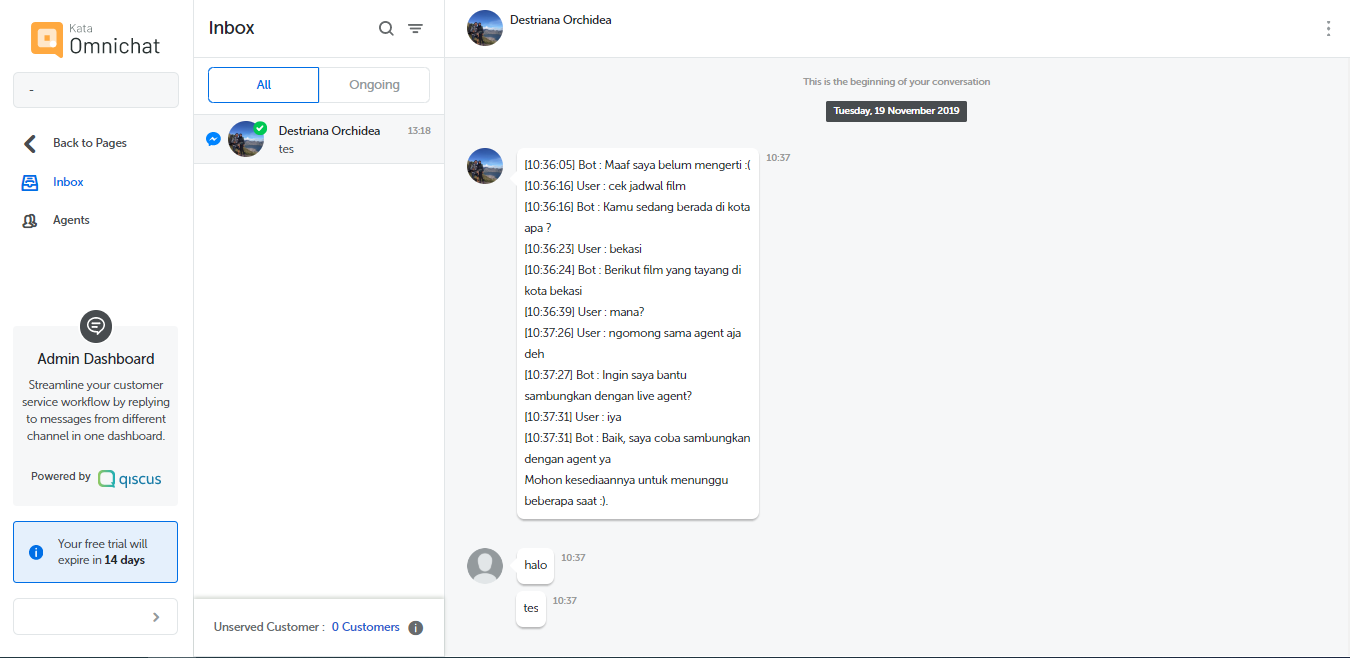 Kata
Omnichat
-
Back to Pages
Inbox
Agents
Admin Dashboard
Streamline your customer
service workflow by replying
to messages from different
channel in one dashboard.
Powered by qiscus
Your free trial will
expire in 14 days
Inbox
All
Ongoing
Destriana Orchidea
13:18
tes
Unserved Customer : 0 Customers
Destriana Orchidea
This is the beginning of your conversation
Tuesday, 19 November 2019
[10:36:05] Bot : Maaf saya belum mengerti :(
10:37
[10:36:16] User : cek jadwal film
[10:36:16] Bot : Kamu sedang berada di kota
apa ?
[10:36:23] User : bekasi
[10:36:24] Bot : Berikut film yang tayang di
kota bekasi
[10:36:39] User : mana?
[10:37:26] User : ngomong sama agent aja
deh
[10:37:27] Bot : Ingin saya bantu
sambungkan dengan live agent?
[10:37:31] User : iya
[10:37:31] Bot : Baik, saya coba sambungkan
dengan agent ya
Mohon kesediaannya untuk menunggu
beberapa saat :).
halo
10:37
tes
10:37